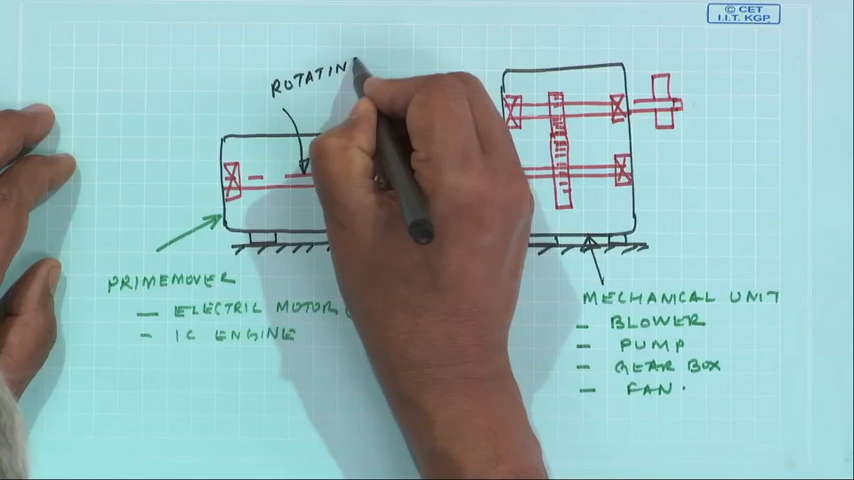 © CET
I.I.T. KGP
ROTATIN
PRIMEMOVER
— ELECTRIC MOTOR
- IC ENGINE
MECHANICAL UNIT
- BLOWER
- PUMP
- GEAR BOX
- FAN.